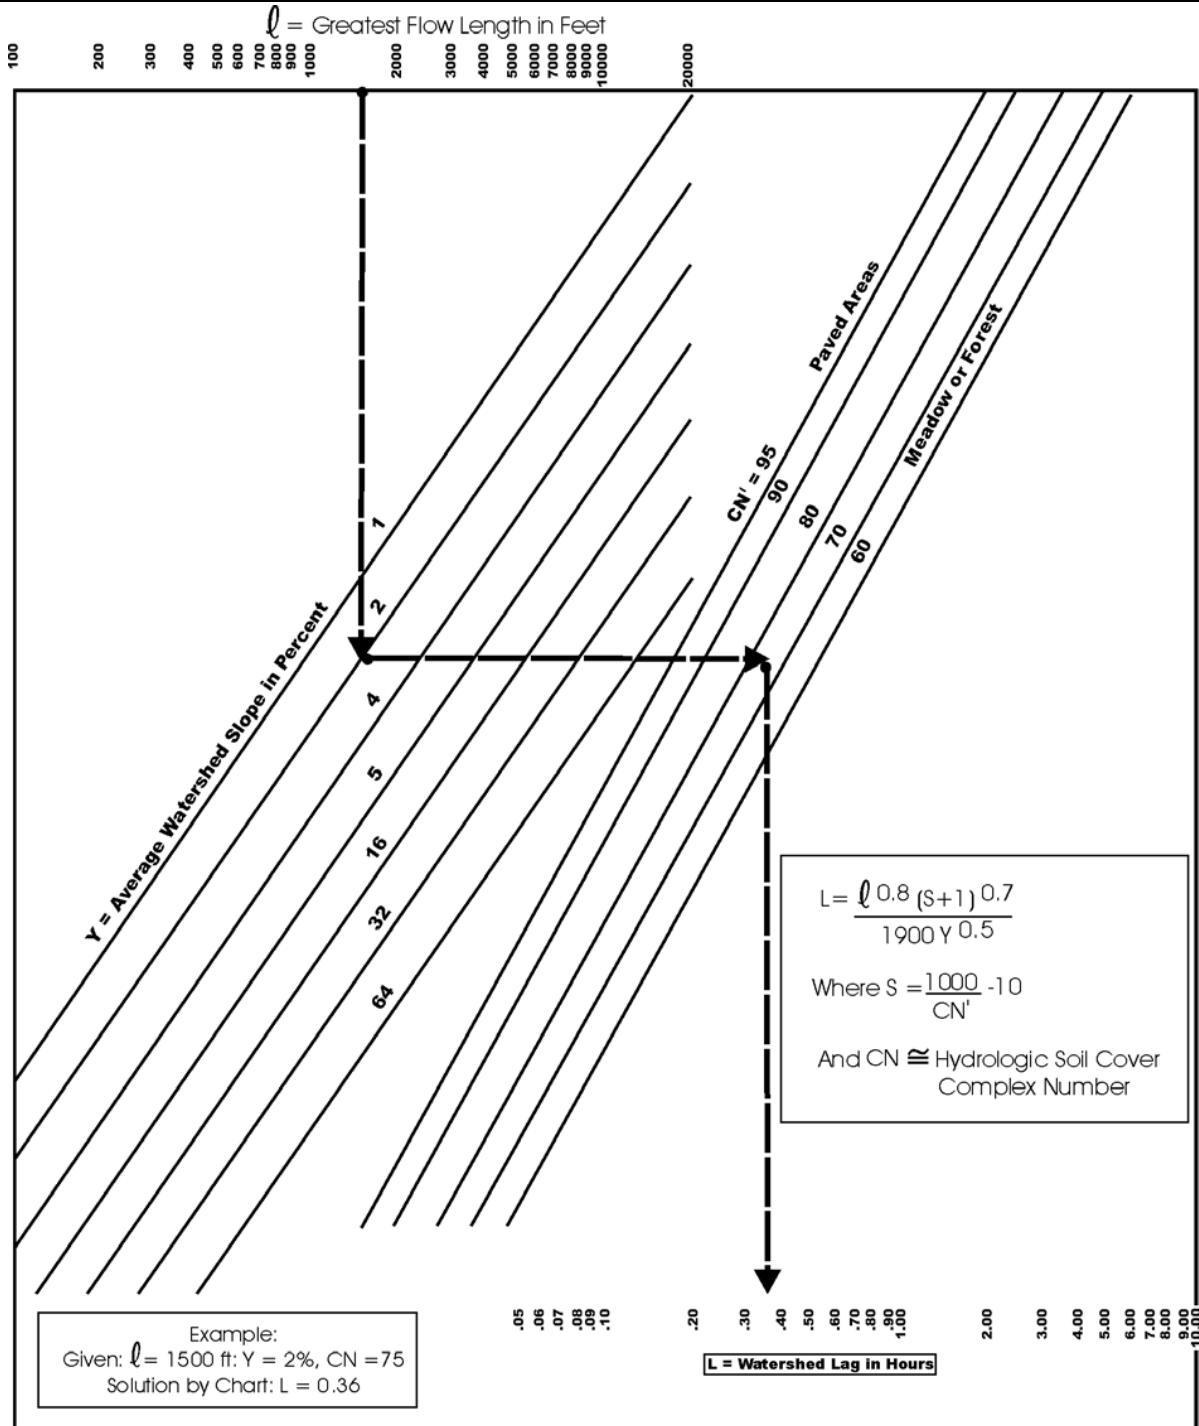 ℓ = Greatest Flow Length in Feet
100 200 300 400 500 600 700 800 900 1000 2000 3000 4000 5000 6000 7000 8000 9000 10000 20000
Paved Areas
Meadow or Forest
CN' = 95
90
80
70
60
1
2
4
5
16
32
64
Y = Average Watershed Slope in Percent
L= ℓ 0.8 (S+1) 0.7
1900 Y 0.5
Where S = 1000 -10
CN'
And CN ≅ Hydrologic Soil Cover
Complex Number
.05 .06 .07 .08 .09 .10 .20 .30 .40 .50 .60 .70 .80 .90 1.00 2.00 3.00 4.00 5.00 6.00 7.00 8.00 9.00 10.00
L = Watershed Lag in Hours
Example:
Given: ℓ= 1500 ft: Y = 2%, CN =75
Solution by Chart: L = 0.36